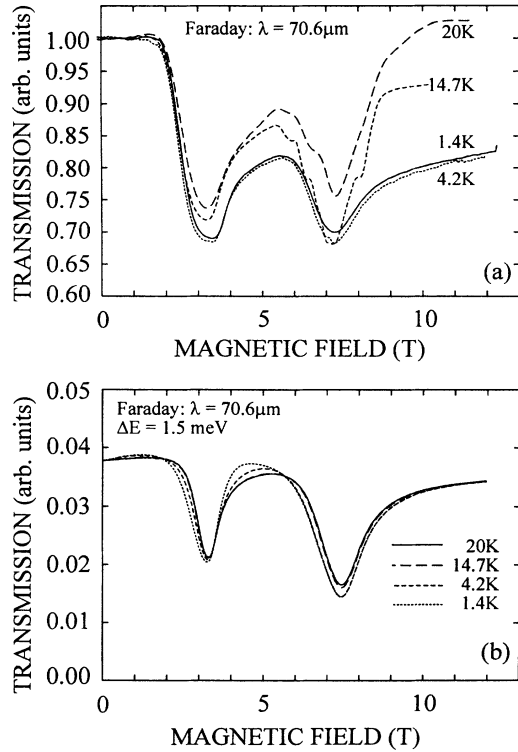 Faraday: λ = 70.6μm
20K
14.7K
1.4K
4.2K
(a)
1.00
0.95
0.90
0.85
0.80
0.75
0.70
0.65
0.60
TRANSMISSION (arb. units)
0 5 10
MAGNETIC FIELD (T)
Faraday: λ = 70.6μm
ΔE = 1.5 meV
0.05
0.04
0.03
0.02
0.01
0.00
TRANSMISSION (arb. units)
20K
14.7K
4.2K
1.4K
(b)
0 5 10
MAGNETIC FIELD (T)